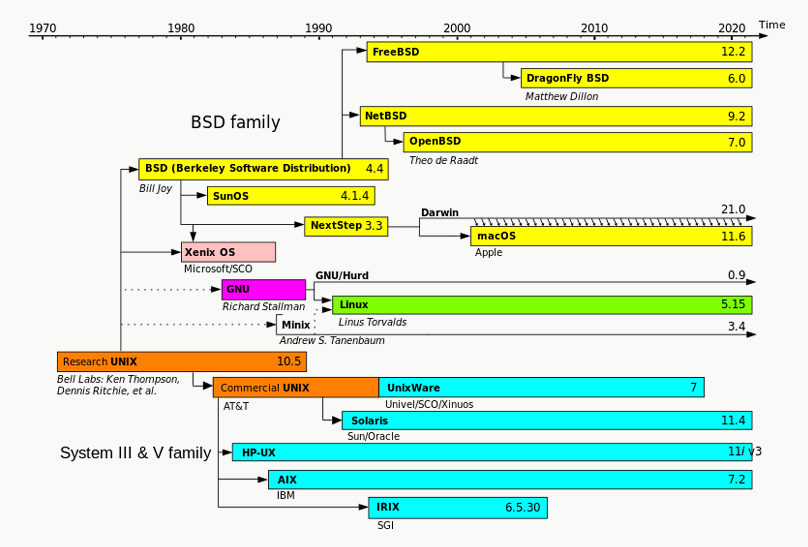 1970 1980 1990 2000 2010 2020 Time
FreeBSD 12.2
DragonFly BSD 6.0
Matthew Dillon
BSD family
NetBSD 9.2
OpenBSD 7.0
Theo de Raadt
BSD (Berkeley Software Distribution) 4.4
Bill Joy
SunOS 4.1.4
Darwin 21.0
NextStep 3.3
macOS 11.6
Apple
Xenix OS
Microsoft/SCO
GNU/Hurd 0.9
GNU
Richard Stallman
Linux 5.15
Linus Torvalds
Minix 3.4
Andrew S. Tanenbaum
Research UNIX 10.5
Bell Labs: Ken Thompson,
Dennis Ritchie, et al.
Commercial UNIX
AT&T
UnixWare 7
Univel/SCO/Xinuos
Solaris 11.4
Sun/Oracle
System III & V family
HP-UX 11i v3
AIX 7.2
IBM
IRIX 6.5.30
SGI